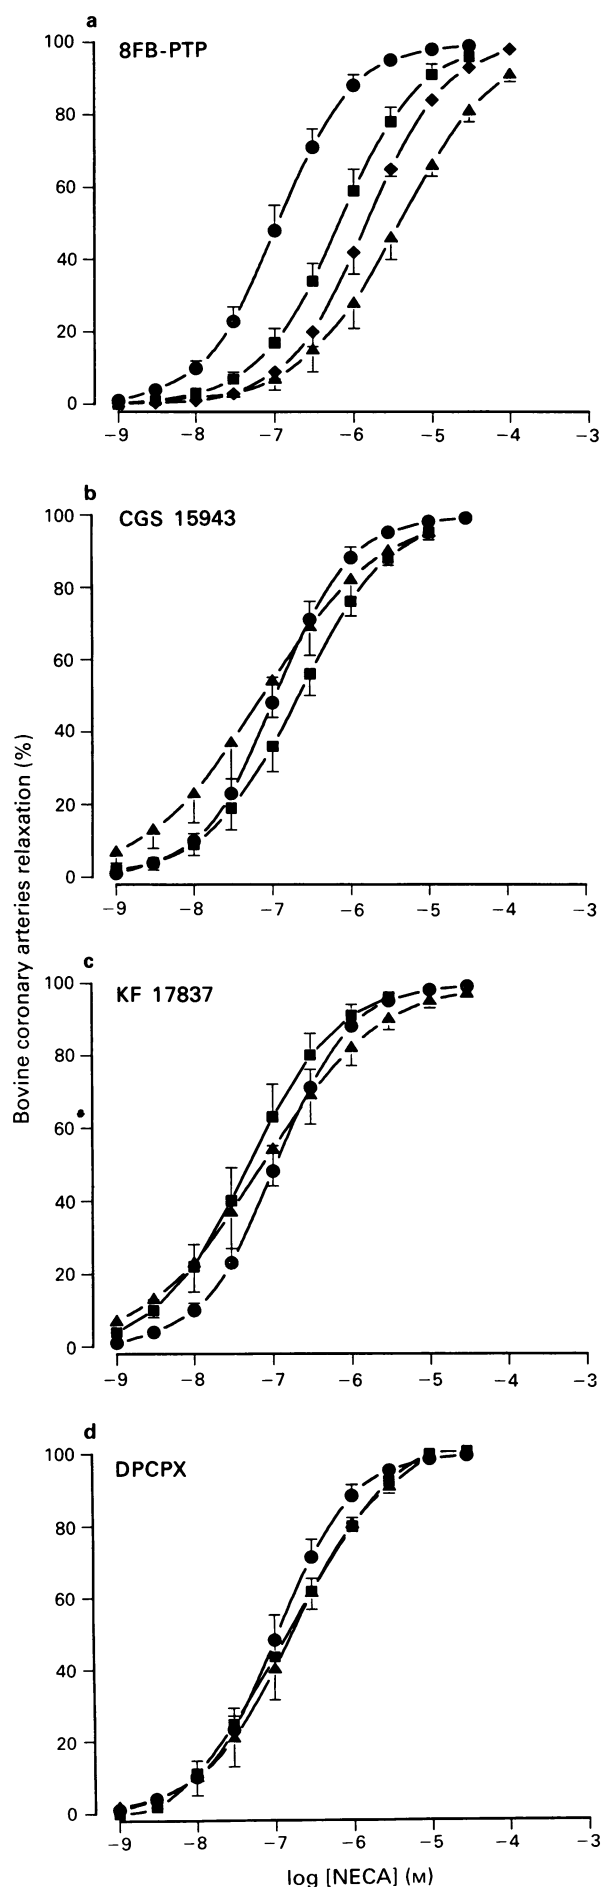 a
8FB-PTP
100
80
60
40
20
0
−9 −8 −7 −6 −5 −4 −3
b
CGS 15943
100
80
60
40
20
0
−9 −8 −7 −6 −5 −4 −3
Bovine coronary arteries relaxation (%)
c
KF 17837
100
80
60
40
20
0
−9 −8 −7 −6 −5 −4 −3
d
DPCPX
100
80
60
40
20
0
−9 −8 −7 −6 −5 −4 −3
log [NECA] (M)